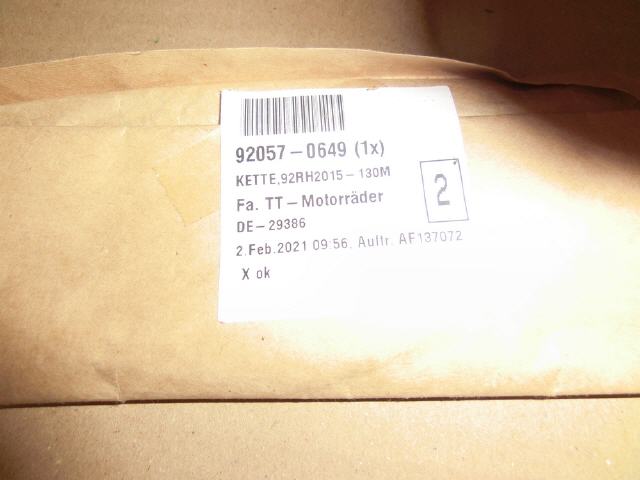 92057-0649 (1x)
KETTE,92RH2015-130M
Fa. TT-Motorräder
2
DE-29386
2.Feb.2021 09:56, Auftr. AF137072
X ok